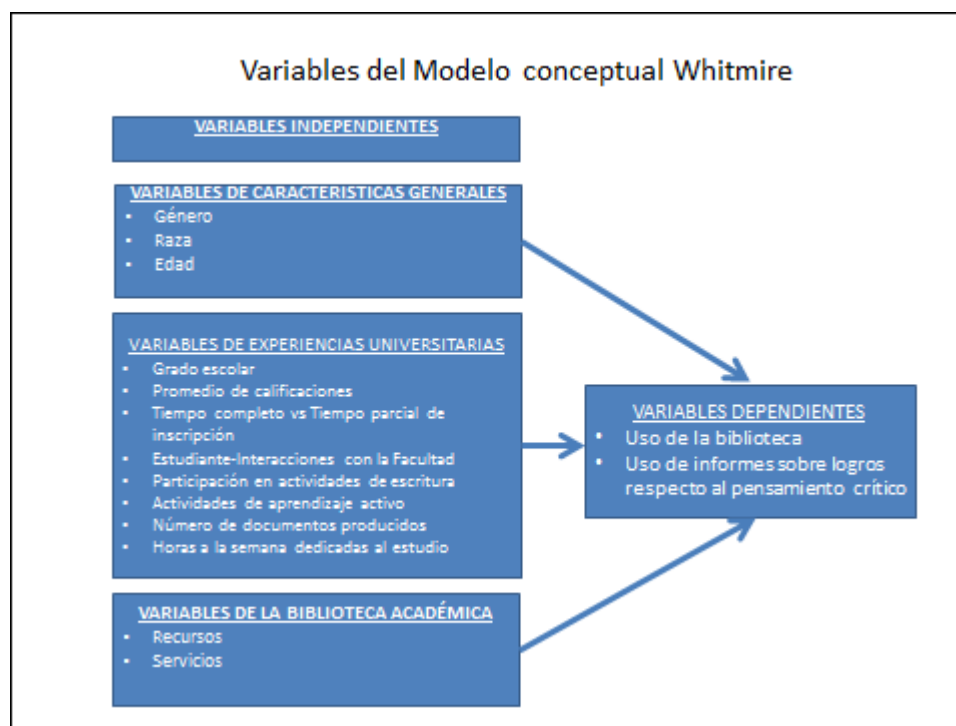 Variables del Modelo conceptual Whitmire
VARIABLES INDEPENDIENTES
VARIABLES DE CARACTERISTICAS GENERALES
• Género
• Raza
• Edad
VARIABLES DE EXPERIENCIAS UNIVERSITARIAS
• Grado escolar
• Promedio de calificaciones
• Tiempo completo vs Tiempo parcial de
inscripción
• Estudiante-Interacciones con la Facultad
• Participación en actividades de escritura
• Actividades de aprendizaje activo
• Número de documentos producidos
• Horas a la semana dedicadas al estudio
VARIABLES DE LA BIBLIOTECA ACADÉMICA
• Recursos
• Servicios
VARIABLES DEPENDIENTES
• Uso de la biblioteca
• Uso de informes sobre logros
respecto al pensamiento crítico